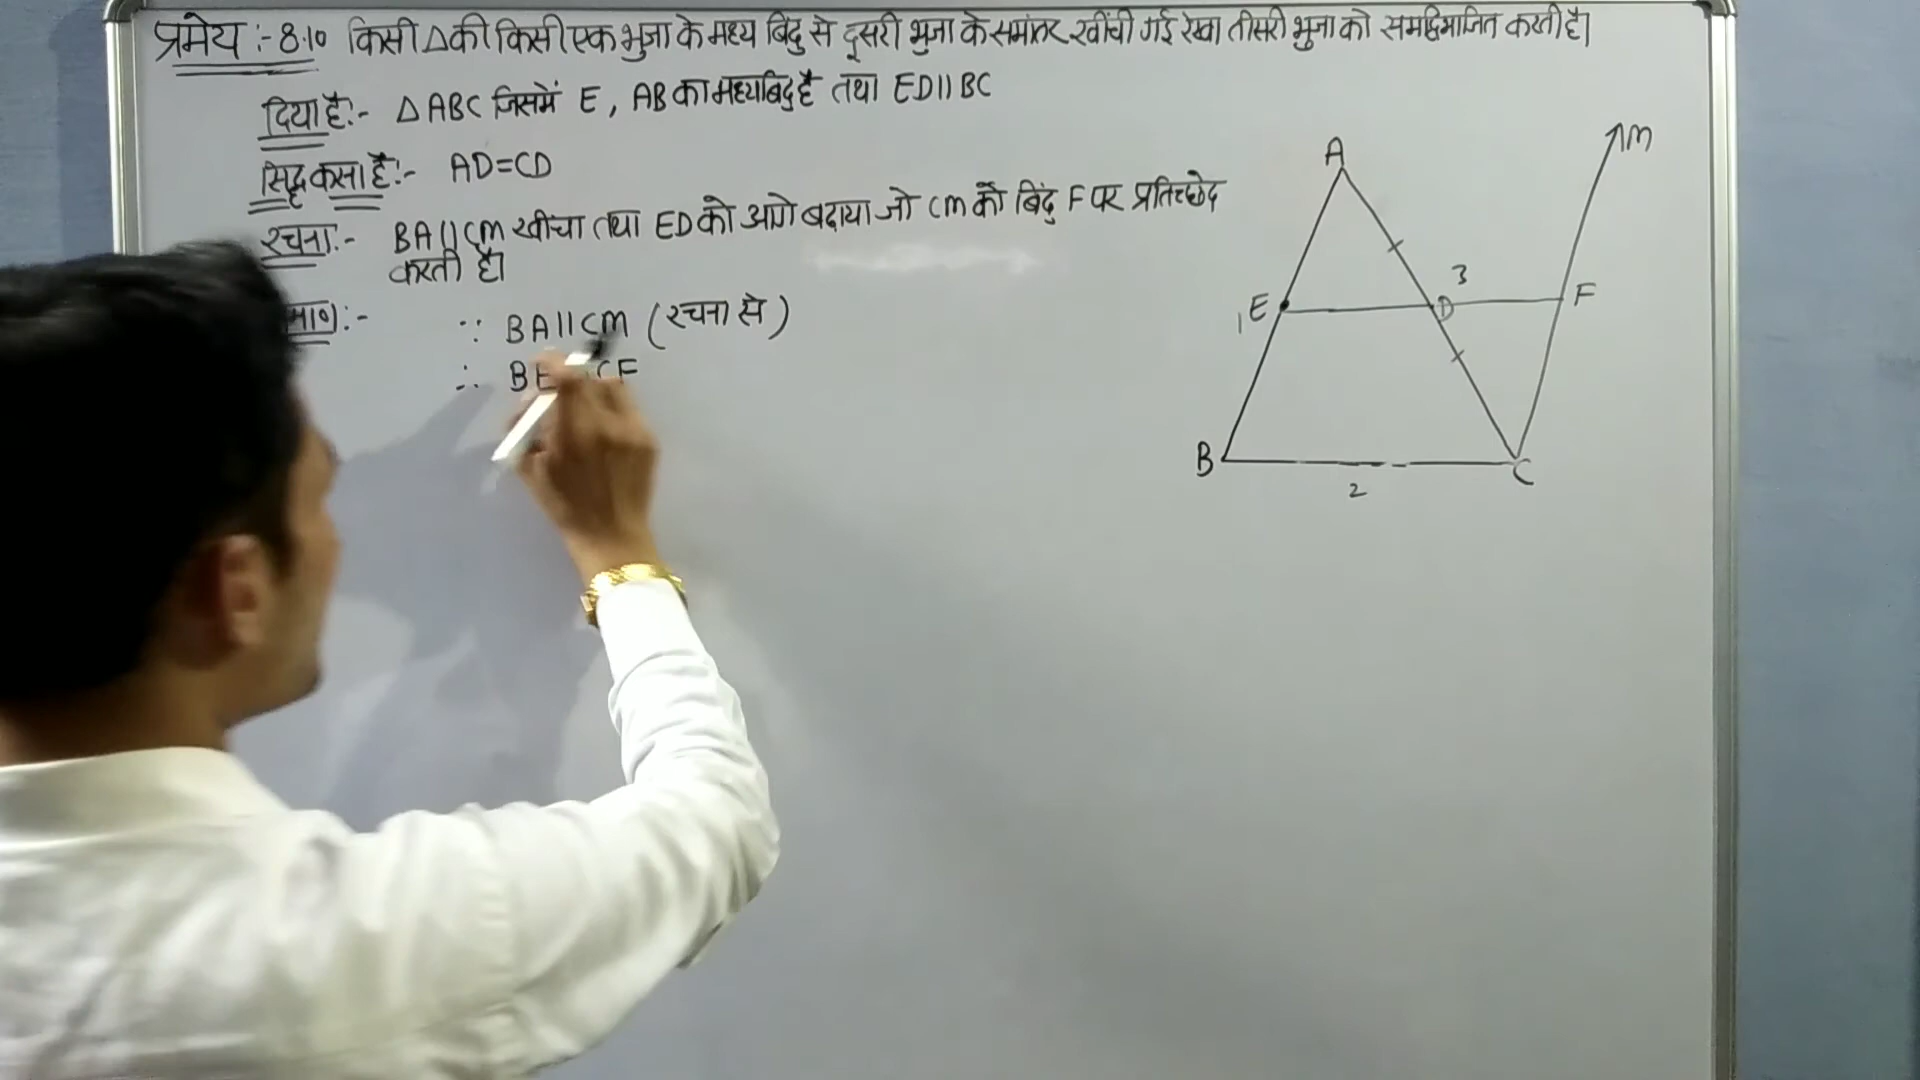 प्रमेय :- 8.10 किसी △ की किसी एक भुजा के मध्य बिंदु से दूसरी भुजा के समांतर खींची गई रेखा तीसरी भुजा को समद्विभाजित करती है।
दिया है:- △ ABC जिसमें E, AB का मध्य बिंदु है तथा ED || BC
सिद्ध करना है:- AD = CD
रचना:- BA || CM खींचा तथा ED को आगे बढ़ाया जो CM को बिंदु F पर प्रतिच्छेद
करती है।
:- ∵ BA || CM (रचना से)
∴ BE CF
A
M
E
3
D
F
1
B
2
C